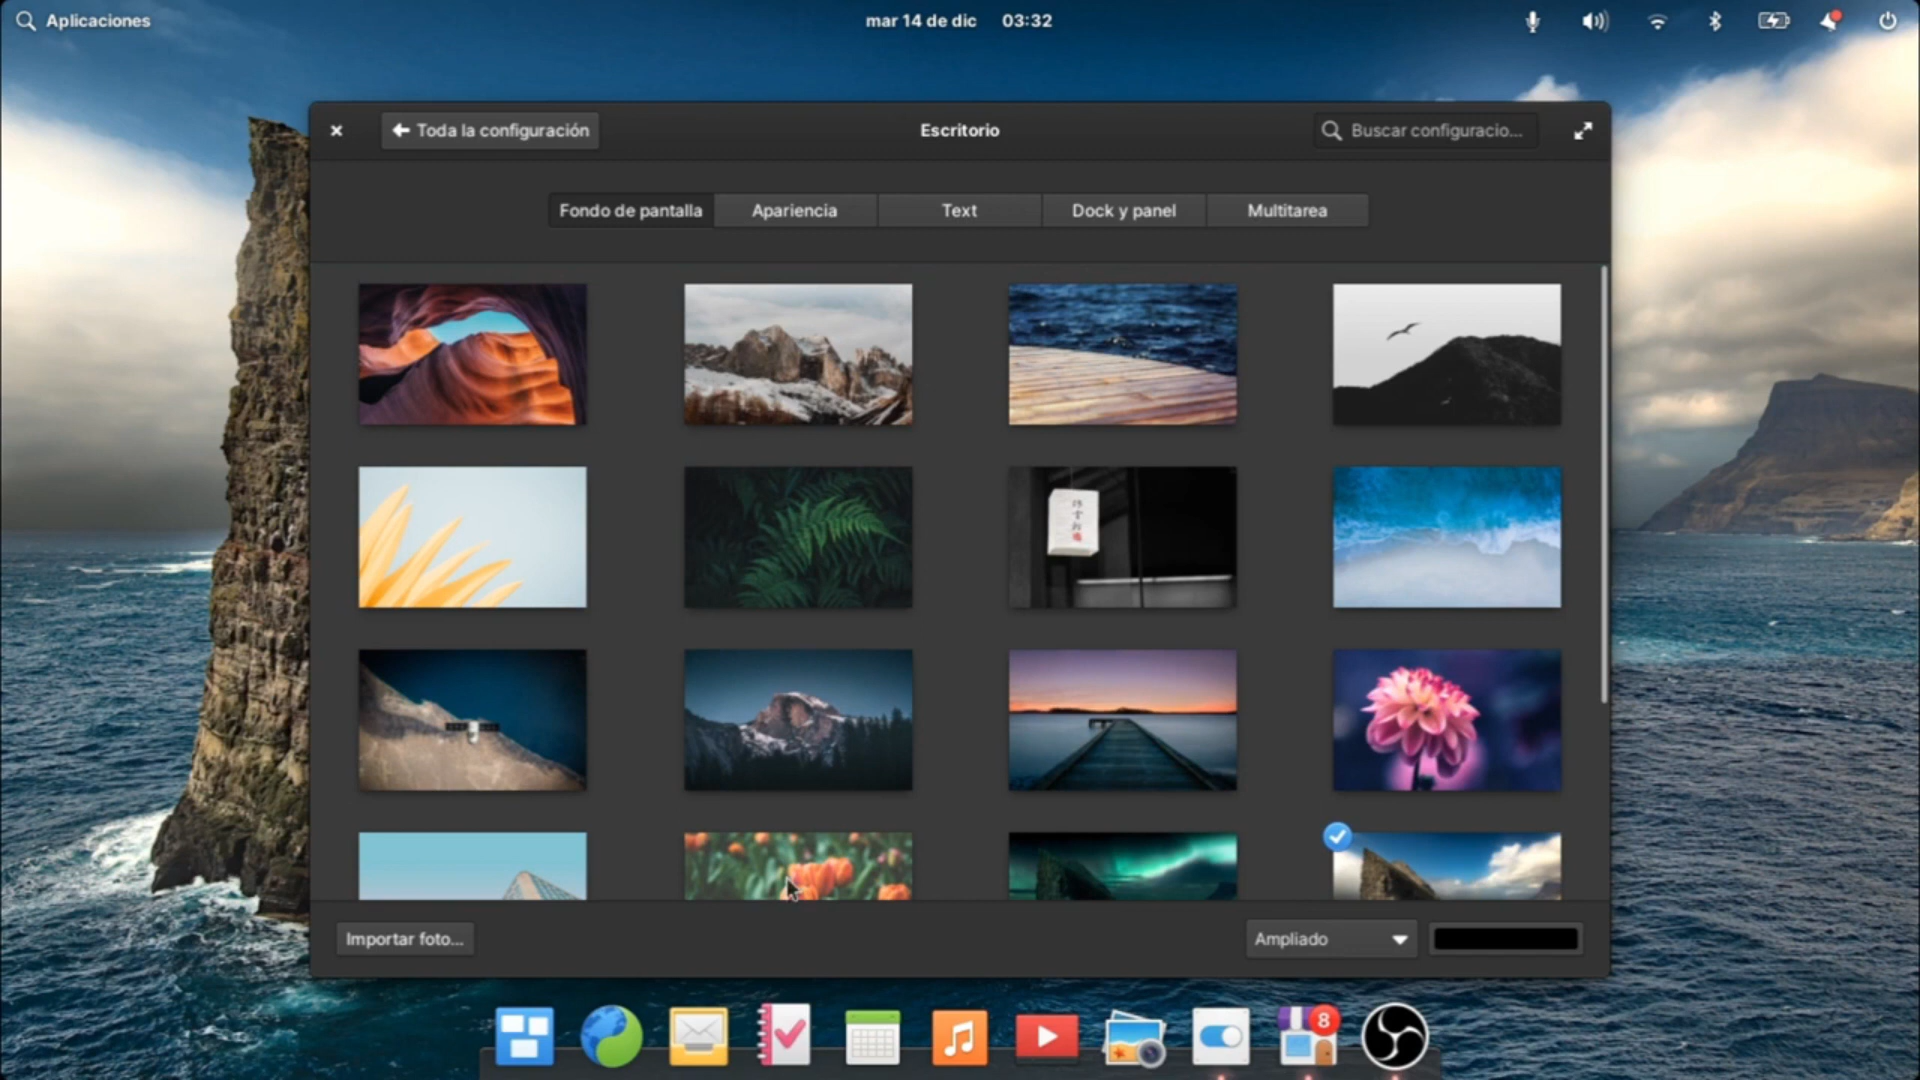 Aplicaciones
mar 14 de dic 03:32
Toda la configuración
Escritorio
Buscar configuracio...
Fondo de pantalla
Apariencia
Text
Dock y panel
Multitarea
Importar foto...
Ampliado
8